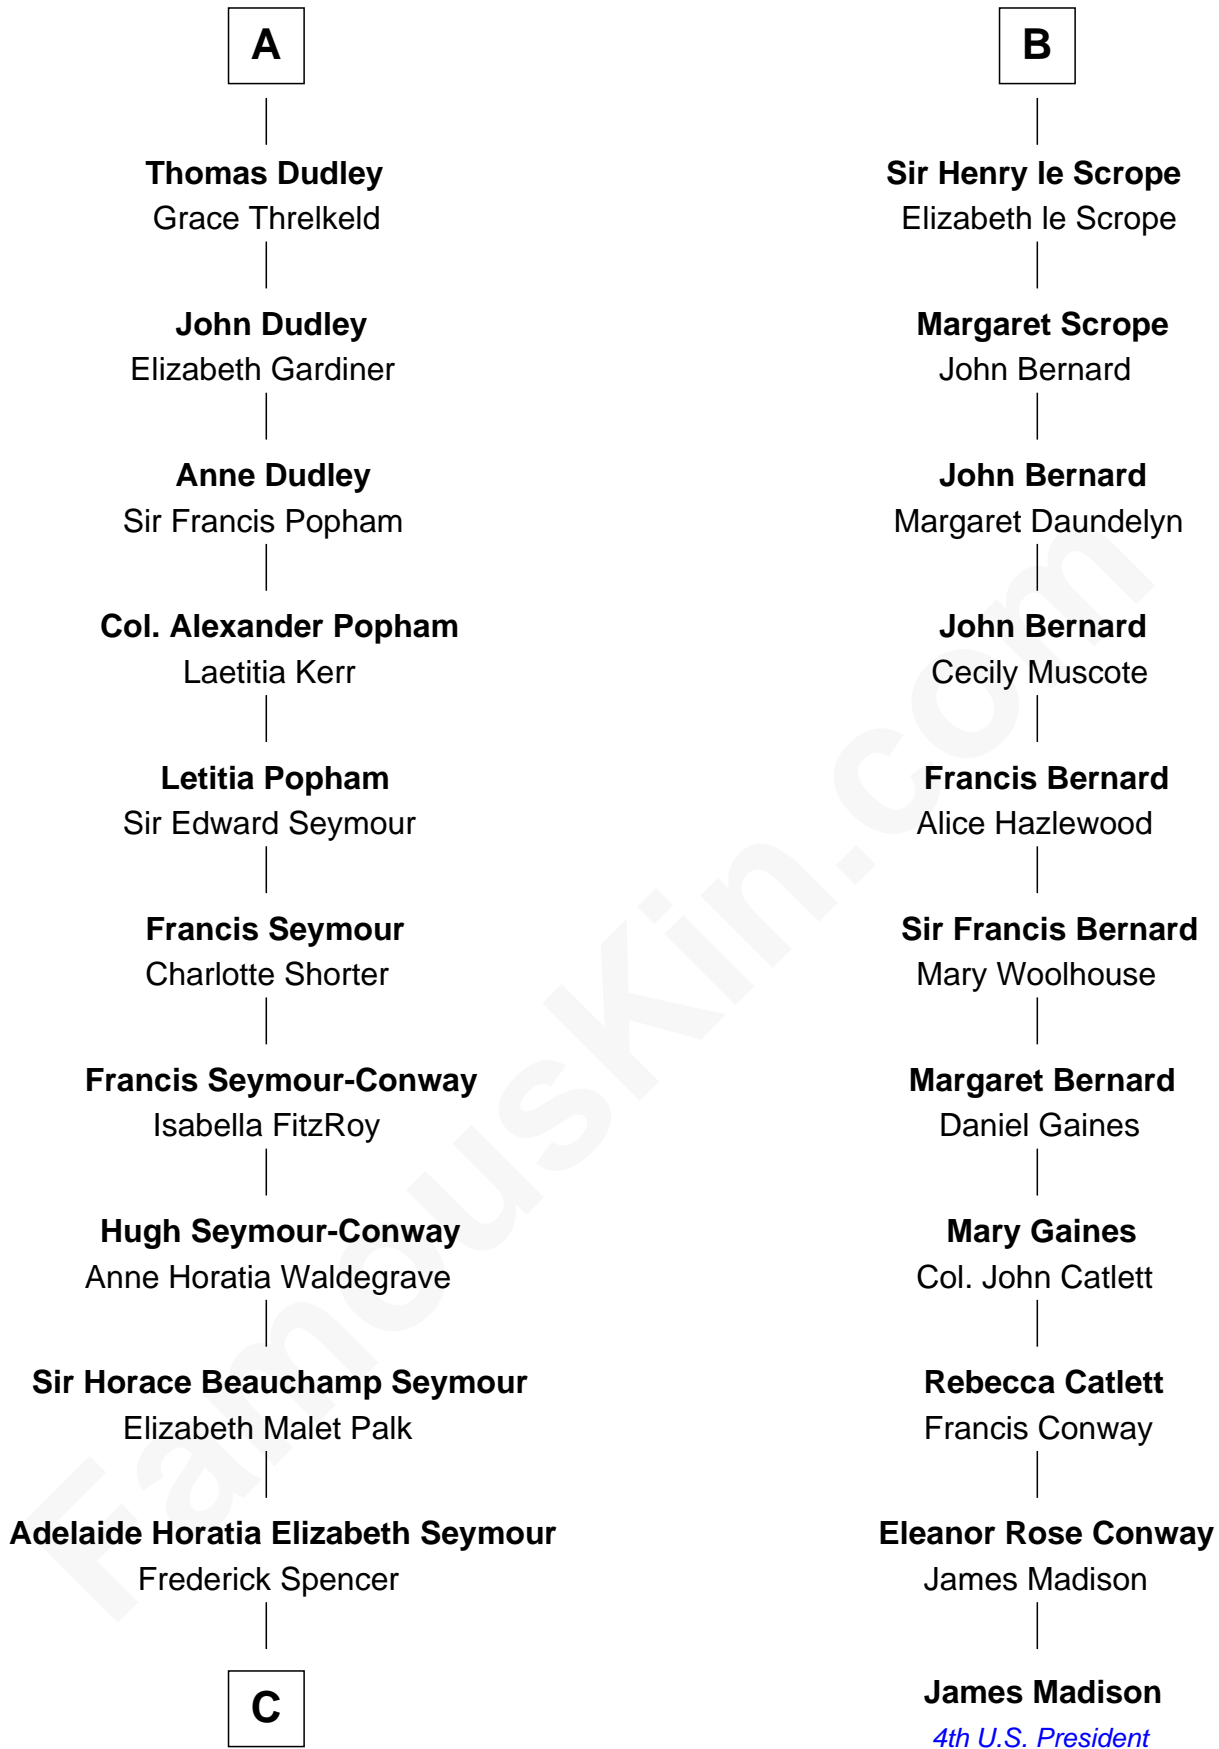 A
Thomas Dudley
Grace Threlkeld
John Dudley
Elizabeth Gardiner
Anne Dudley
Sir Francis Popham
Col. Alexander Popham
Laetitia Kerr
Letitia Popham
Sir Edward Seymour
Francis Seymour
Charlotte Shorter
Francis Seymour-Conway
Isabella FitzRoy
Hugh Seymour-Conway
Anne Horatia Waldegrave
Sir Horace Beauchamp Seymour
Elizabeth Malet Palk
Adelaide Horatia Elizabeth Seymour
Frederick Spencer
C
B
Sir Henry le Scrope
Elizabeth le Scrope
Margaret Scrope
John Bernard
John Bernard
Margaret Daundelyn
John Bernard
Cecily Muscote
Francis Bernard
Alice Hazlewood
Sir Francis Bernard
Mary Woolhouse
Margaret Bernard
Daniel Gaines
Mary Gaines
Col. John Catlett
Rebecca Catlett
Francis Conway
Eleanor Rose Conway
James Madison
James Madison
4th U.S. President
FamousKin.com